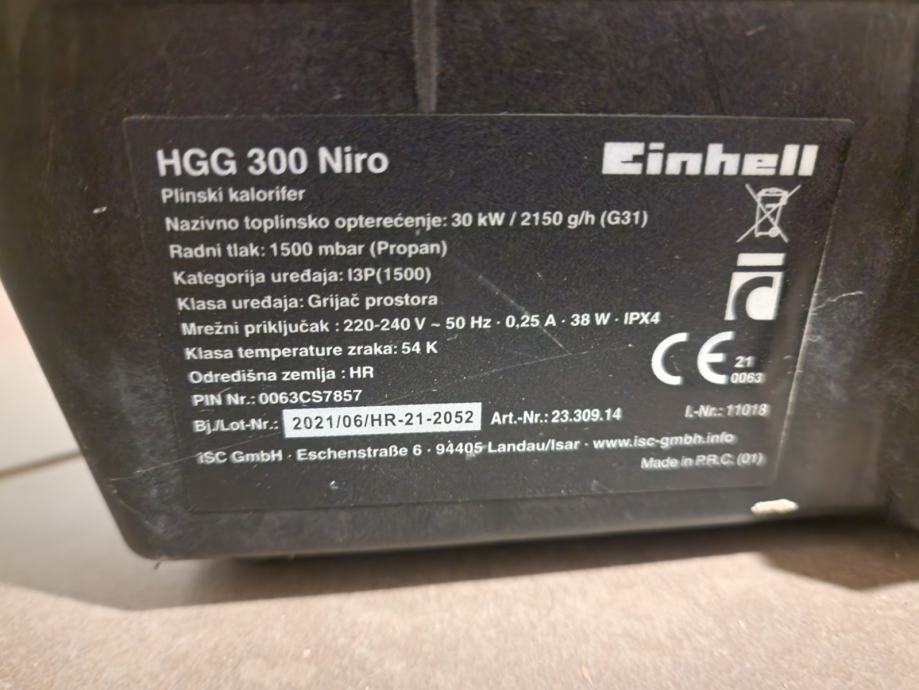 HGG 300 Niro
Einhell
Plinski kalorifer
Nazivno toplinsko opterećenje: 30 kW / 2150 g/h (G31)
Radni tlak: 1500 mbar (Propan)
Kategorija uređaja: I3P(1500)
Klasa uređaja: Grijač prostora
Mrežni priključak : 220-240 V ~ 50 Hz · 0,25 A · 38 W · IPX4
Klasa temperature zraka: 54 K
CE 21
0063
Odredišna zemlja : HR
PIN Nr.: 0063CS7857
Bj./Lot-Nr.: 2021/06/HR-21-2052 Art.-Nr.: 23.309.14 I.-Nr.: 11018
iSC GmbH · Eschenstraße 6 · 94405 Landau/Isar · www.isc-gmbh.info
Made in P.R.C. (01)